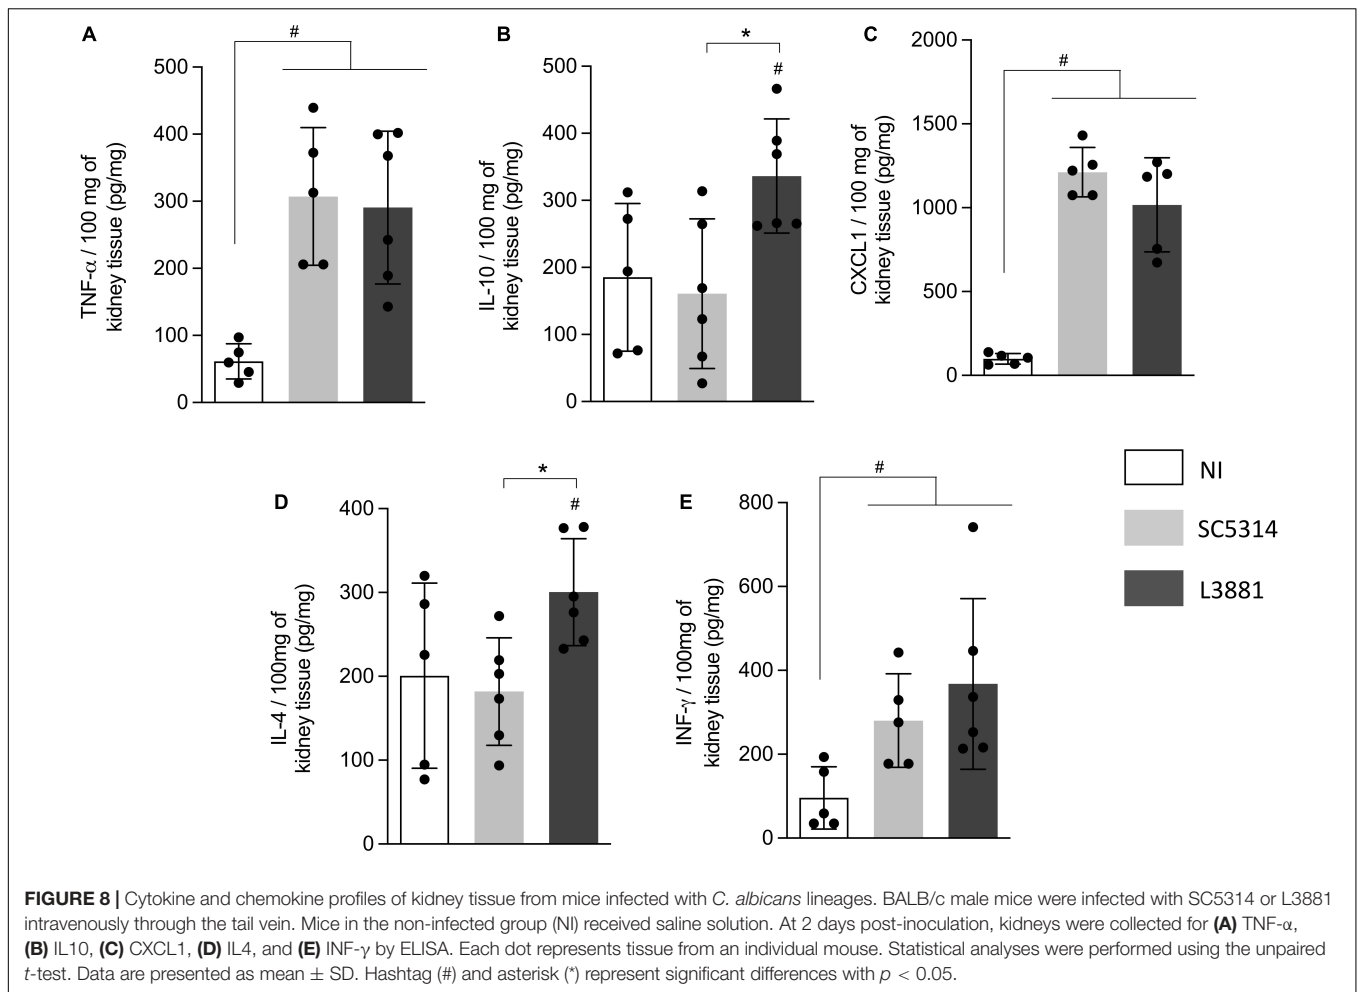 A
#
TNF-α / 100 mg of
kidney tissue (pg/mg)
500
400
300
200
100
0
B
*
#
IL-10 / 100 mg of
kidney tissue (pg/mg)
500
400
300
200
100
0
C
#
CXCL1 / 100 mg of
kidney tissue (pg/mg)
2000
1500
1000
500
0
D
*
#
IL-4 / 100mg of
kidney tissue (pg/mg)
400
300
200
100
0
E
#
INF-γ / 100mg of
kidney tissue (pg/mg)
800
600
400
200
0
NI
SC5314
L3881
FIGURE 8 | Cytokine and chemokine profiles of kidney tissue from mice infected with C. albicans lineages. BALB/c male mice were infected with SC5314 or L3881
intravenously through the tail vein. Mice in the non-infected group (NI) received saline solution. At 2 days post-inoculation, kidneys were collected for (A) TNF-α,
(B) IL10, (C) CXCL1, (D) IL4, and (E) INF-γ by ELISA. Each dot represents tissue from an individual mouse. Statistical analyses were performed using the unpaired
t-test. Data are presented as mean ± SD. Hashtag (#) and asterisk (*) represent significant differences with p < 0.05.